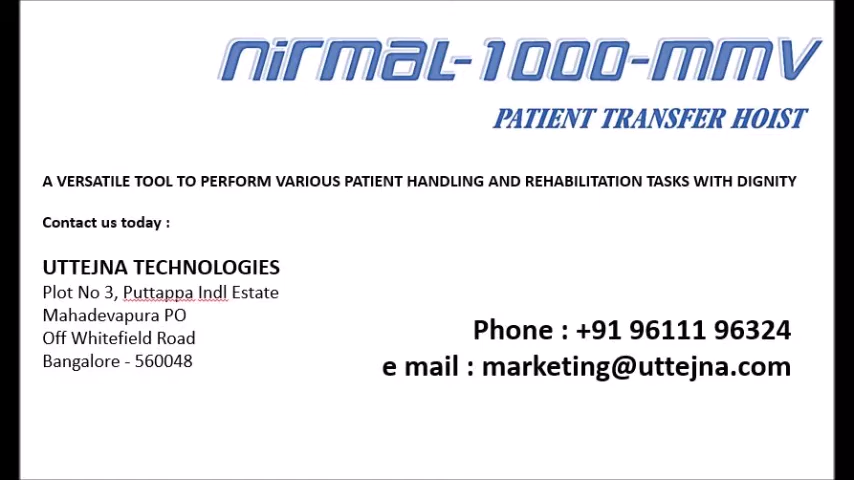 NIRMAL-1000-MMV
PATIENT TRANSFER HOIST
A VERSATILE TOOL TO PERFORM VARIOUS PATIENT HANDLING AND REHABILITATION TASKS WITH DIGNITY
Contact us today :
UTTEJNA TECHNOLOGIES
Plot No 3, Puttappa Indl Estate
Mahadevapura PO
Off Whitefield Road
Bangalore - 560048
Phone : +91 96111 96324
e mail : marketing@uttejna.com